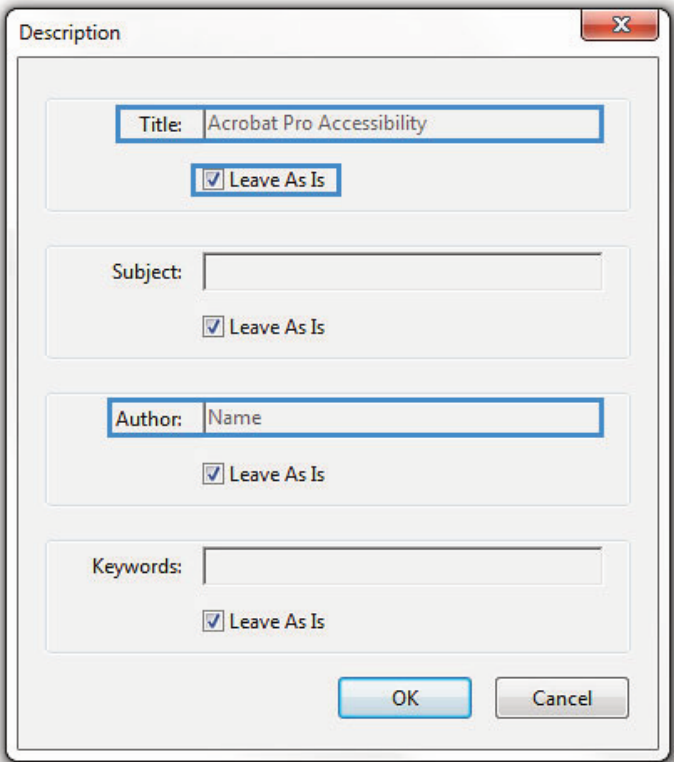 Description
Title: Acrobat Pro Accessibility
Leave As Is
Subject:
Leave As Is
Author: Name
Leave As Is
Keywords:
Leave As Is
OK Cancel